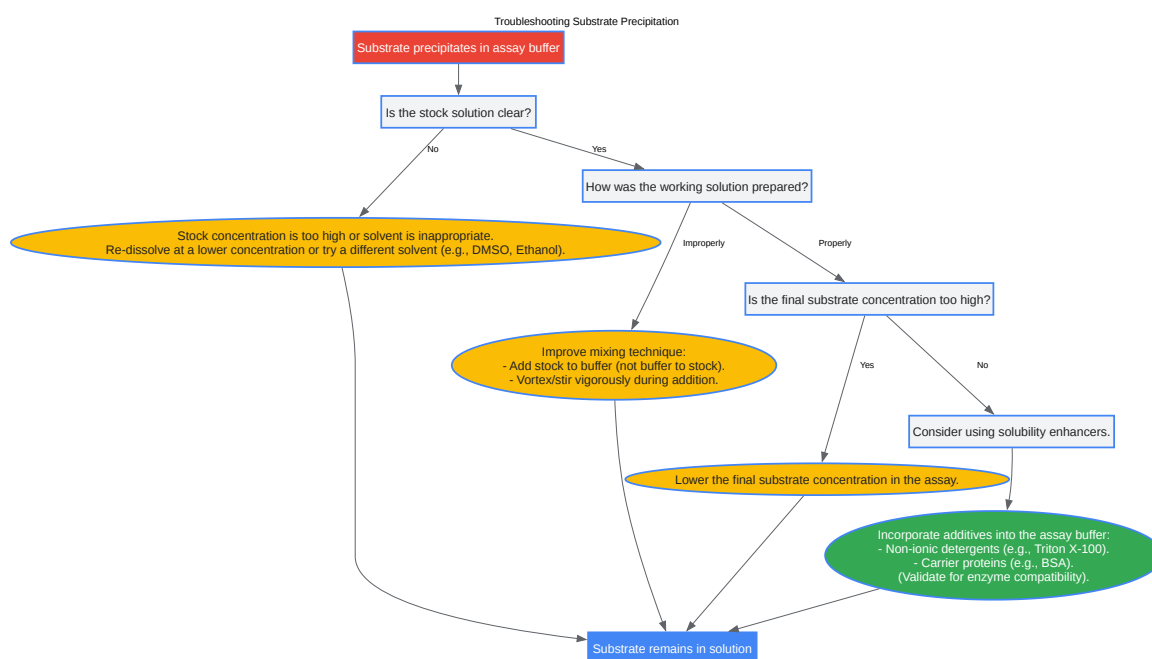 Troubleshooting Substrate Precipitation
Substrate precipitates in assay buffer
Is the stock solution clear?
No
Yes
How was the working solution prepared?
Stock concentration is too high or solvent is inappropriate.
Re-dissolve at a lower concentration or try a different solvent (e.g., DMSO, Ethanol).
Improperly
Properly
Is the final substrate concentration too high?
Improve mixing technique:
- Add stock to buffer (not buffer to stock).
- Vortex/stir vigorously during addition.
Yes
No
Consider using solubility enhancers.
Lower the final substrate concentration in the assay.
Incorporate additives into the assay buffer:
- Non-ionic detergents (e.g., Triton X-100).
- Carrier proteins (e.g., BSA).
(Validate for enzyme compatibility).
Substrate remains in solution